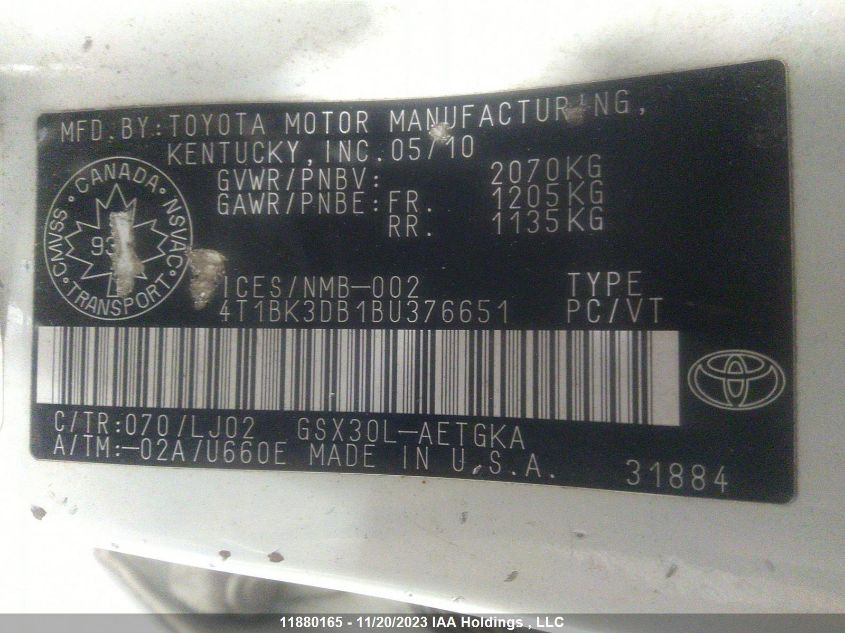 MFD.BY:TOYOTA MOTOR MANUFACTURING,
KENTUCKY,INC.05/10
GVWR/PNBV: 2070KG
GAWR/PNBE:FR. 1205KG
RR. 1135KG
CANADA
CMVSS
NSVAC
TRANSPORT
ICES/NMB-002 TYPE
4T1BK3DB1BU376651 PC/VT
C/TR:070/LJ02 GSX30L-AETGKA
A/TM:-02A/U660E MADE IN U.S.A. 31884
11880165 - 11/20/2023 IAA Holdings , LLC